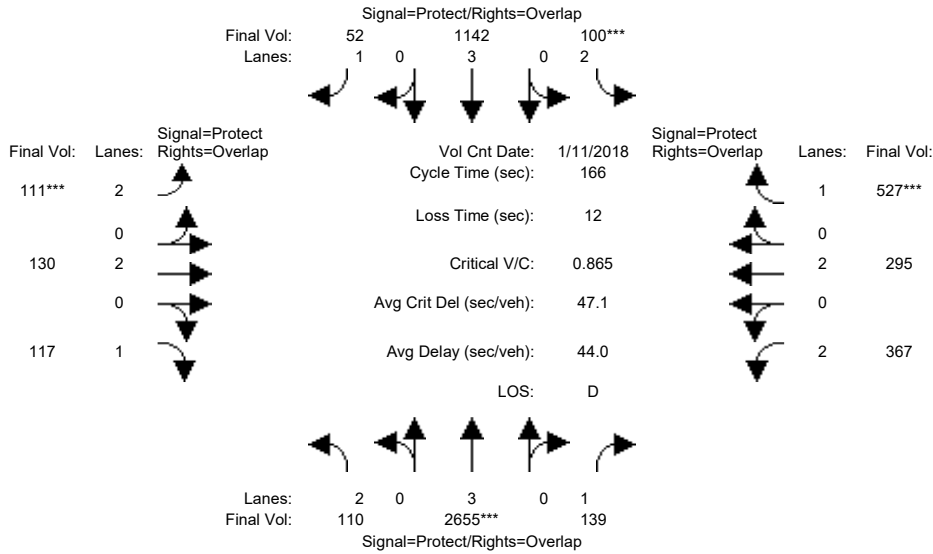 Signal=Protect/Rights=Overlap
Final Vol: 52 1142 100***
Lanes: 1 0 3 0 2
Signal=Protect
Final Vol: Lanes: Rights=Overlap
Vol Cnt Date: 1/11/2018
Signal=Protect
Rights=Overlap Lanes: Final Vol:
Cycle Time (sec): 166
111*** 2
1 527***
Loss Time (sec): 12
0
0
130 2
Critical V/C: 0.865
2 295
0
Avg Crit Del (sec/veh): 47.1
0
117 1
Avg Delay (sec/veh): 44.0
2 367
LOS: D
Lanes: 2 0 3 0 1
Final Vol: 110 2655*** 139
Signal=Protect/Rights=Overlap